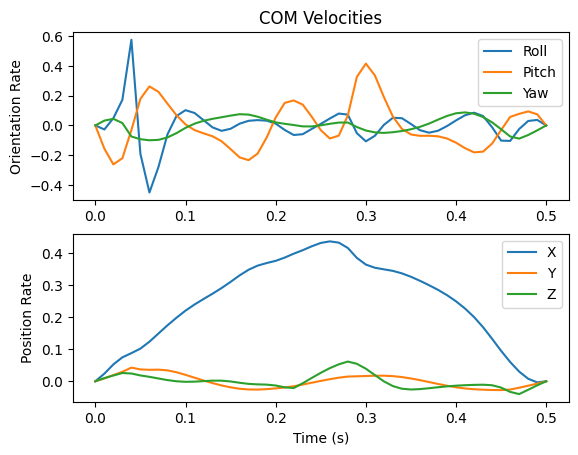 COM Velocities
Orientation Rate
0.6
0.4
0.2
0.0
−0.2
−0.4
Roll
Pitch
Yaw
0.0 0.1 0.2 0.3 0.4 0.5
Position Rate
0.4
0.3
0.2
0.1
0.0
X
Y
Z
0.0 0.1 0.2 0.3 0.4 0.5
Time (s)